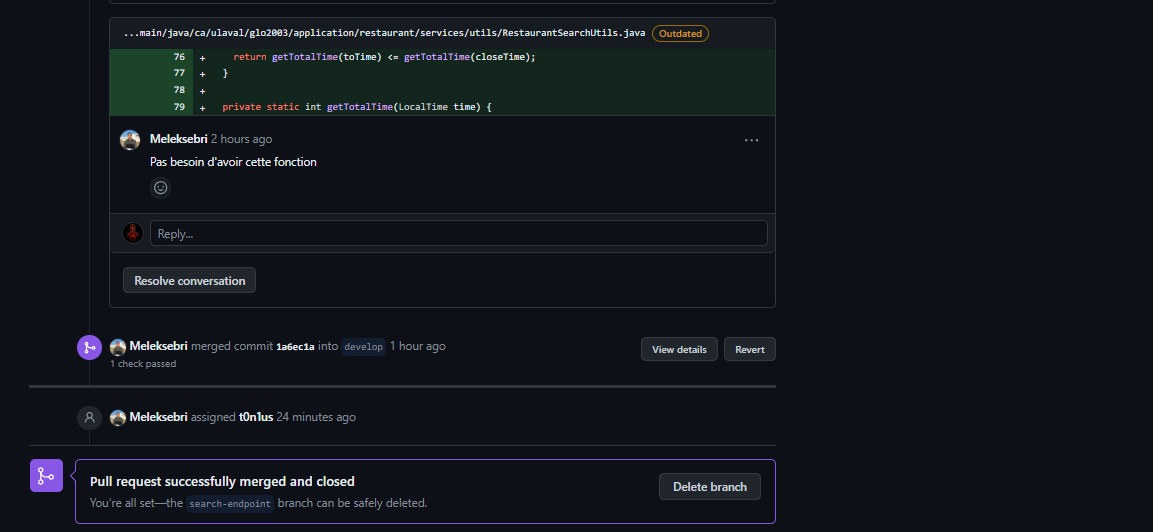 ...main/java/ca/ulaval/glo2003/application/restaurant/services/utils/RestaurantSearchUtils.java Outdated
76 + return getTotalTime(toTime) <= getTotalTime(closeTime);
77 + }
78 +
79 + private static int getTotalTime(LocalTime time) {
Meleksebri 2 hours ago
Pas besoin d'avoir cette fonction
Reply...
Resolve conversation
Meleksebri merged commit 1a6ec1a into develop 1 hour ago View details Revert
1 check passed
Meleksebri assigned t0n1us 24 minutes ago
Pull request successfully merged and closed
You're all set—the search-endpoint branch can be safely deleted.
Delete branch